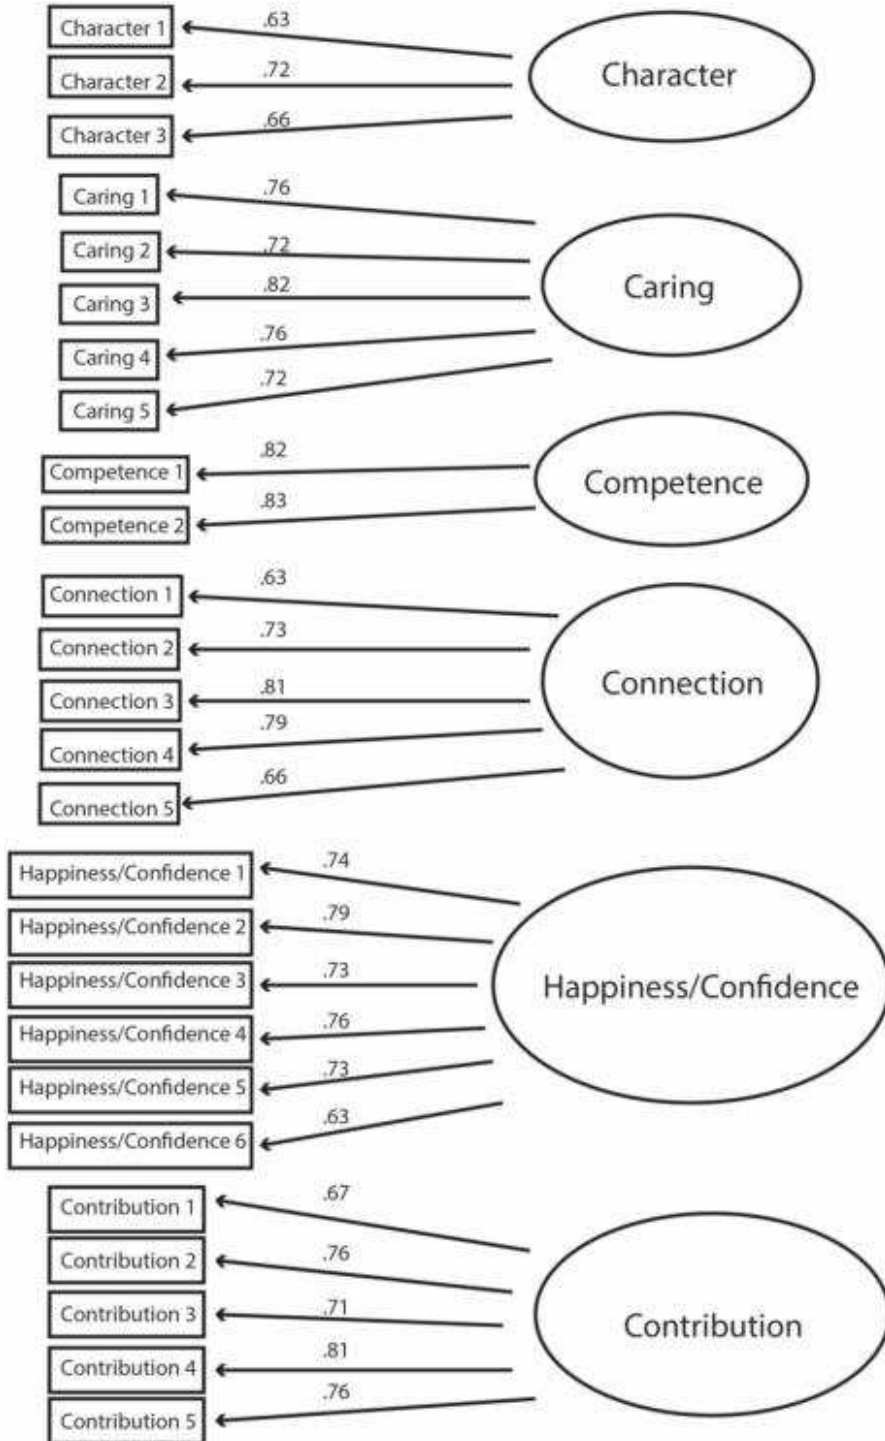 Character 1
.63
Character 2
.72
Character 3
.66
Character
Caring 1
.76
Caring 2
.72
Caring 3
.82
Caring 4
.76
Caring 5
.72
Caring
Competence 1
.82
Competence 2
.83
Competence
Connection 1
.63
Connection 2
.73
Connection 3
.81
Connection 4
.79
Connection 5
.66
Connection
Happiness/Confidence 1
.74
Happiness/Confidence 2
.79
Happiness/Confidence 3
.73
Happiness/Confidence 4
.76
Happiness/Confidence 5
.73
Happiness/Confidence 6
.63
Happiness/Confidence
Contribution 1
.67
Contribution 2
.76
Contribution 3
.71
Contribution 4
.81
Contribution 5
.76
Contribution